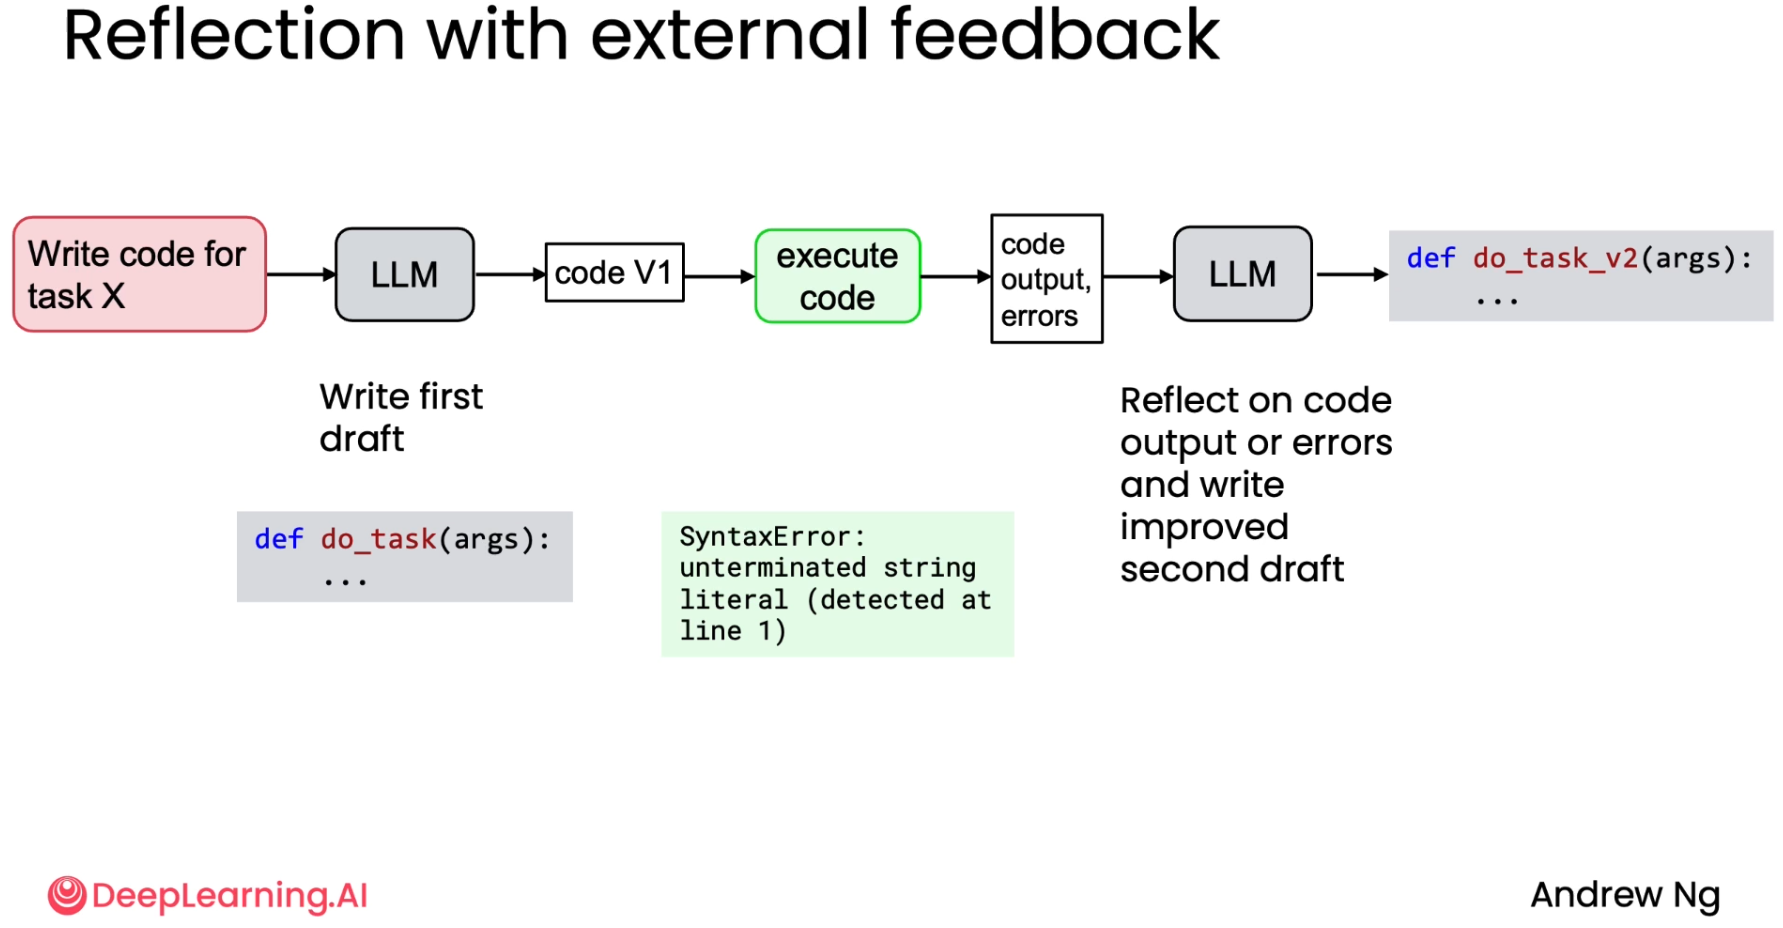 Reflection with external feedback
Write code for
task X
LLM
code V1
execute
code
code
output,
errors
LLM
def do_task_v2(args):
...
Write first
draft
Reflect on code
output or errors
and write
improved
second draft
def do_task(args):
...
SyntaxError:
unterminated string
literal (detected at
line 1)
DeepLearning.AI
Andrew Ng